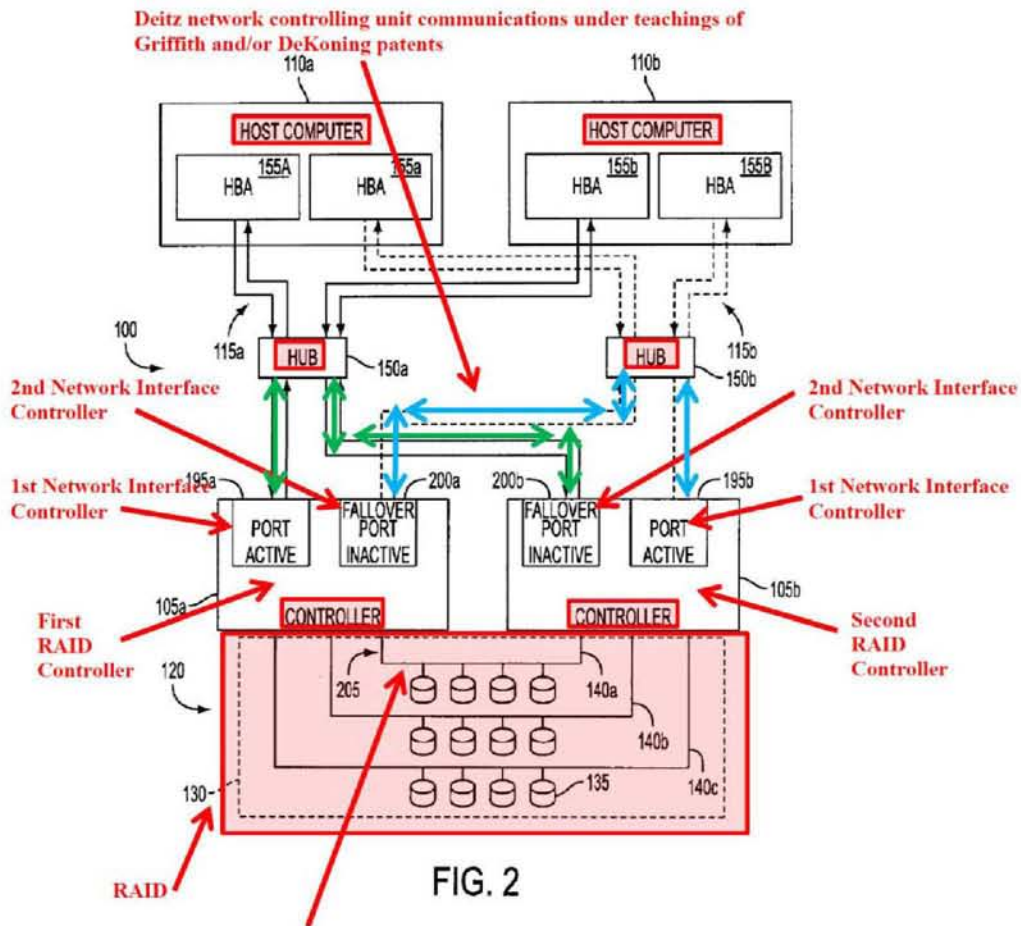 Deitz network controlling unit communications under teachings of
Griffith and/or DeKoning patents
110a
110b
HOST COMPUTER
HOST COMPUTER
155A
HBA
155a
HBA
155b
HBA
155B
HBA
100
115a
HUB
150a
HUB
115b
150b
2nd Network Interface
Controller
2nd Network Interface
Controller
1st Network Interface
Controller
195a
200a
200b
195b
1st Network Interface
Controller
PORT
ACTIVE
FALLOVER
PORT
INACTIVE
FALLOVER
PORT
INACTIVE
PORT
ACTIVE
105a
105b
First
RAID
Controller
CONTROLLER
CONTROLLER
Second
RAID
Controller
120
205
140a
140b
140c
130
135
RAID
FIG. 2